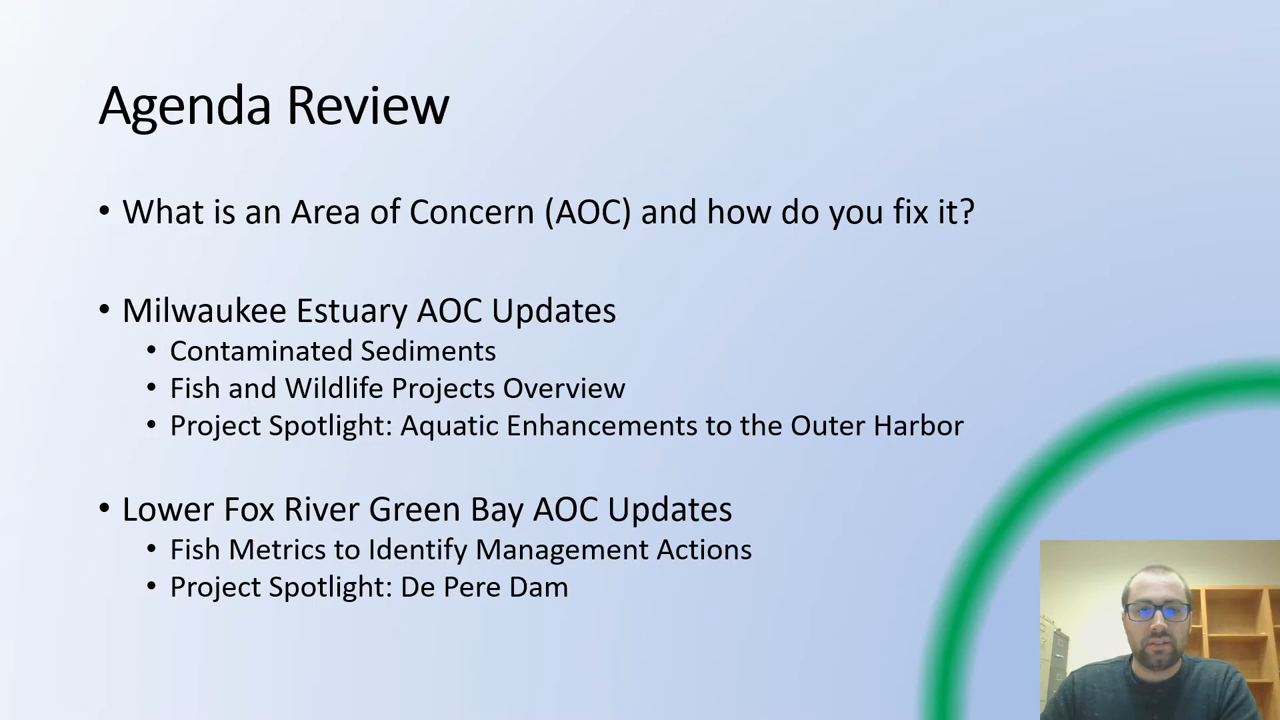 Agenda Review
• What is an Area of Concern (AOC) and how do you fix it?
• Milwaukee Estuary AOC Updates
• Contaminated Sediments
• Fish and Wildlife Projects Overview
• Project Spotlight: Aquatic Enhancements to the Outer Harbor
• Lower Fox River Green Bay AOC Updates
• Fish Metrics to Identify Management Actions
• Project Spotlight: De Pere Dam